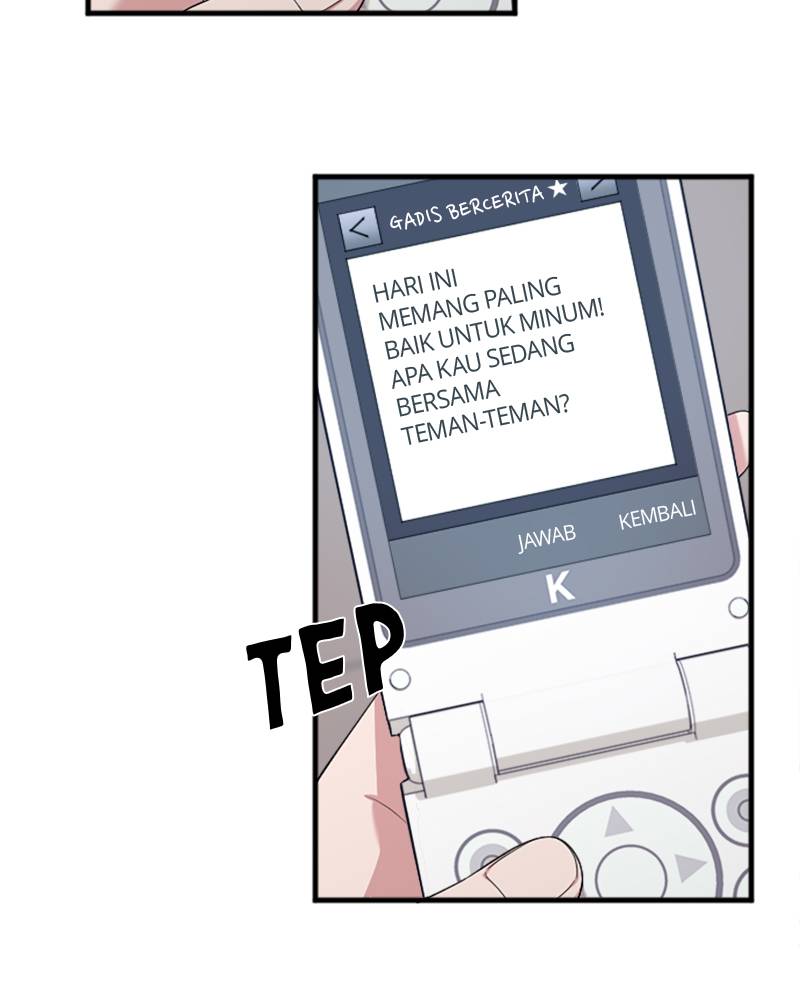 < GADIS BERCERITA ★ >
HARI INI
MEMANG PALING
BAIK UNTUK MINUM!
APA KAU SEDANG
BERSAMA
TEMAN-TEMAN?
JAWAB KEMBALI
K
TEP